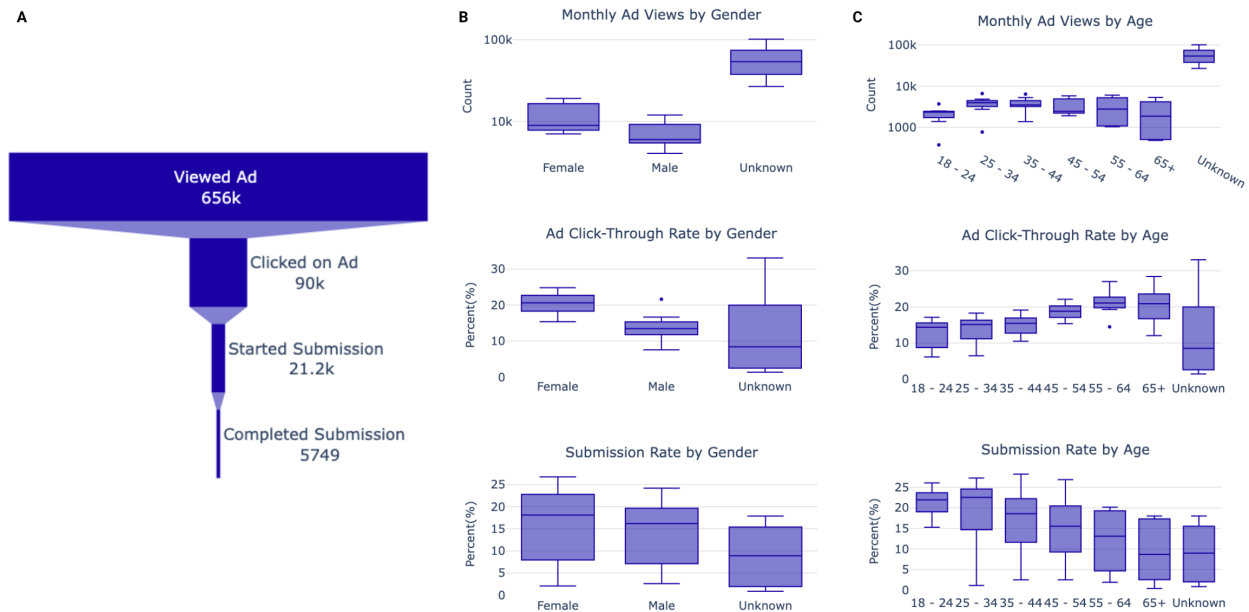 A
Viewed Ad
656k
Clicked on Ad
90k
Started Submission
21.2k
Completed Submission
5749
B
Monthly Ad Views by Gender
Count
100k
10k
Female Male Unknown
Ad Click-Through Rate by Gender
Percent(%)
30
20
10
0
Female Male Unknown
Submission Rate by Gender
Percent(%)
25
20
15
10
5
0
Female Male Unknown
C
Monthly Ad Views by Age
Count
100k
10k
1000
18 - 24 25 - 34 35 - 44 45 - 54 55 - 64 65+ Unknown
Ad Click-Through Rate by Age
Percent(%)
30
20
10
0
18 - 24 25 - 34 35 - 44 45 - 54 55 - 64 65+ Unknown
Submission Rate by Age
Percent(%)
25
20
15
10
5
0
18 - 24 25 - 34 35 - 44 45 - 54 55 - 64 65+ Unknown